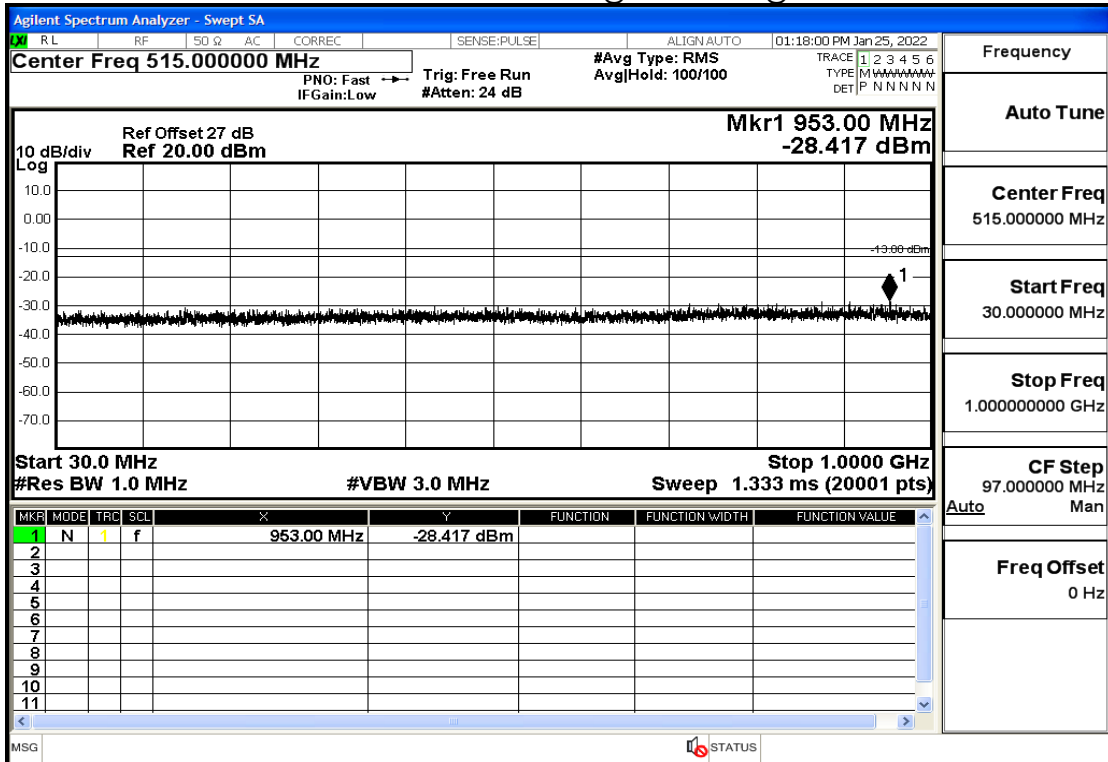 Agilent Spectrum Analyzer - Swept SA
LXI RL RF 50 Ω AC CORREC SENSE:PULSE ALIGN AUTO 01:18:00 PM Jan 25, 2022
Center Freq 515.000000 MHz
PNO: Fast
IFGain:Low
Trig: Free Run
#Atten: 24 dB
#Avg Type: RMS
Avg|Hold: 100/100
TRACE 1 2 3 4 5 6
TYPE M WWWWW
DET P N N N N N
Ref Offset 27 dB
Ref 20.00 dBm
10 dB/div
Log
Mkr1 953.00 MHz
-28.417 dBm
10.0
0.00
-10.0
-13.00 dBm
-20.0
1
-30.0
-40.0
-50.0
-60.0
-70.0
Start 30.0 MHz Stop 1.0000 GHz
#Res BW 1.0 MHz #VBW 3.0 MHz Sweep 1.333 ms (20001 pts)
MKR MODE TRC SCL X Y FUNCTION FUNCTION WIDTH FUNCTION VALUE
1 N 1 f 953.00 MHz -28.417 dBm
2
3
4
5
6
7
8
9
10
11
MSG STATUS
Frequency
Auto Tune
Center Freq
515.000000 MHz
Start Freq
30.000000 MHz
Stop Freq
1.000000000 GHz
CF Step
97.000000 MHz
Auto Man
Freq Offset
0 Hz